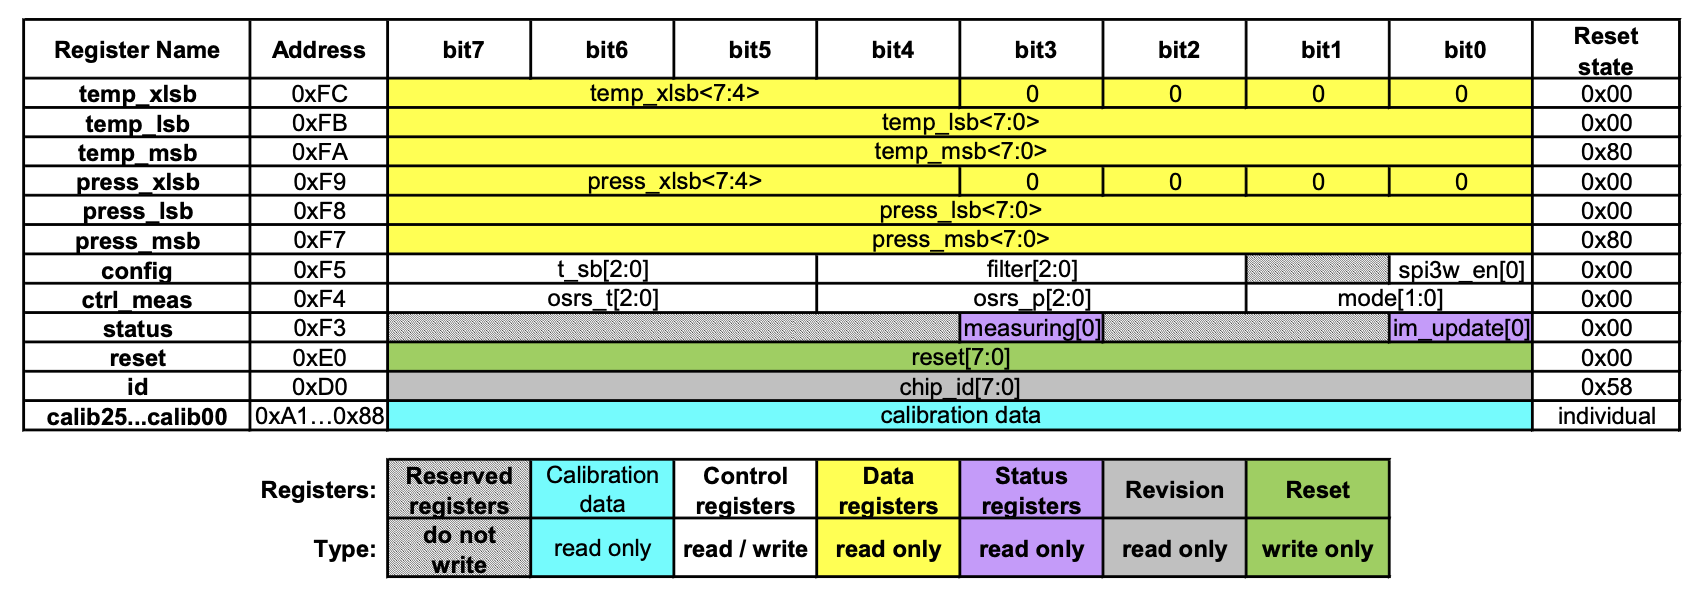 Register Name Address bit7 bit6 bit5 bit4 bit3 bit2 bit1 bit0 Reset state
temp_xlsb 0xFC temp_xlsb<7:4> 0 0 0 0 0x00
temp_lsb 0xFB temp_lsb<7:0> 0x00
temp_msb 0xFA temp_msb<7:0> 0x80
press_xlsb 0xF9 press_xlsb<7:4> 0 0 0 0 0x00
press_lsb 0xF8 press_lsb<7:0> 0x00
press_msb 0xF7 press_msb<7:0> 0x80
config 0xF5 t_sb[2:0] filter[2:0] spi3w_en[0] 0x00
ctrl_meas 0xF4 osrs_t[2:0] osrs_p[2:0] mode[1:0] 0x00
status 0xF3 measuring[0] im_update[0] 0x00
reset 0xE0 reset[7:0] 0x00
id 0xD0 chip_id[7:0] 0x58
calib25...calib00 0xA1…0x88 calibration data individual
Registers: Reserved registers Calibration data Control registers Data registers Status registers Revision Reset
Type: do not write read only read / write read only read only read only write only